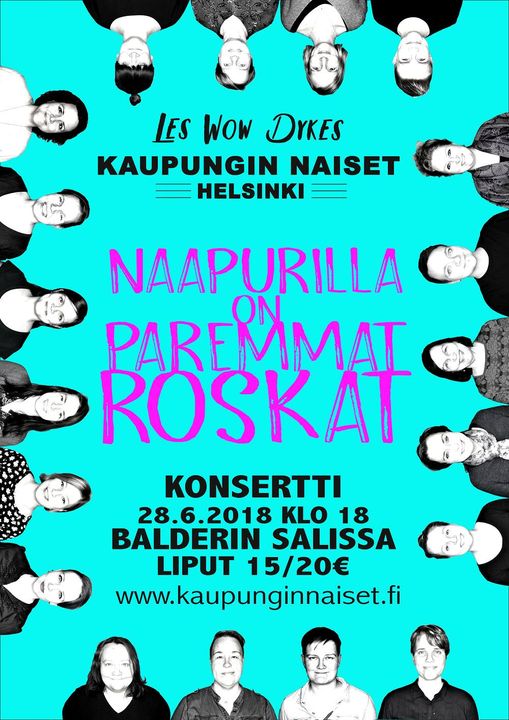 LES WOW DYKES
KAUPUNGIN NAISET
HELSINKI
NAAPURILLA
ON
PAREMMAT
ROSKAT
KONSERTTI
28.6.2018 KLO 18
BALDERIN SALISSA
LIPUT 15/20€
www.kaupunginnaiset.fi